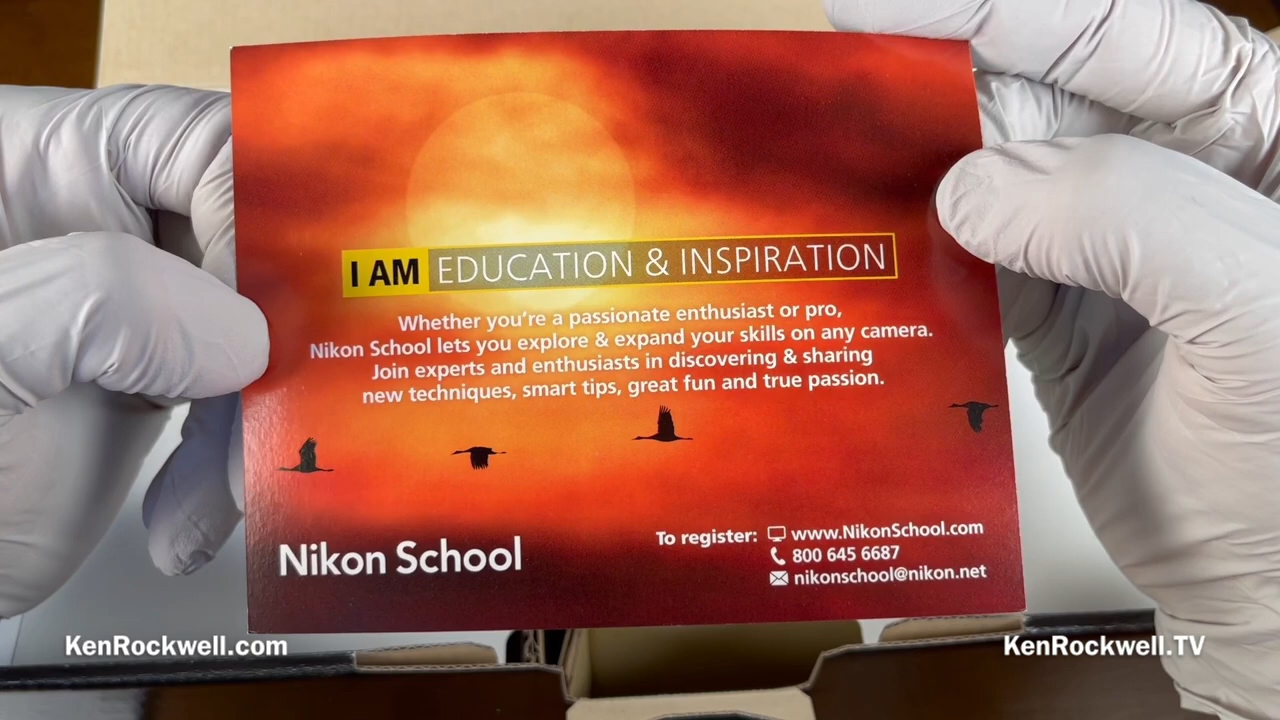 I AM EDUCATION & INSPIRATION
Whether you're a passionate enthusiast or pro,
Nikon School lets you explore & expand your skills on any camera.
Join experts and enthusiasts in discovering & sharing
new techniques, smart tips, great fun and true passion.
Nikon School
To register: www.NikonSchool.com
800 645 6687
nikonschool@nikon.net
KenRockwell.com
KenRockwell.TV